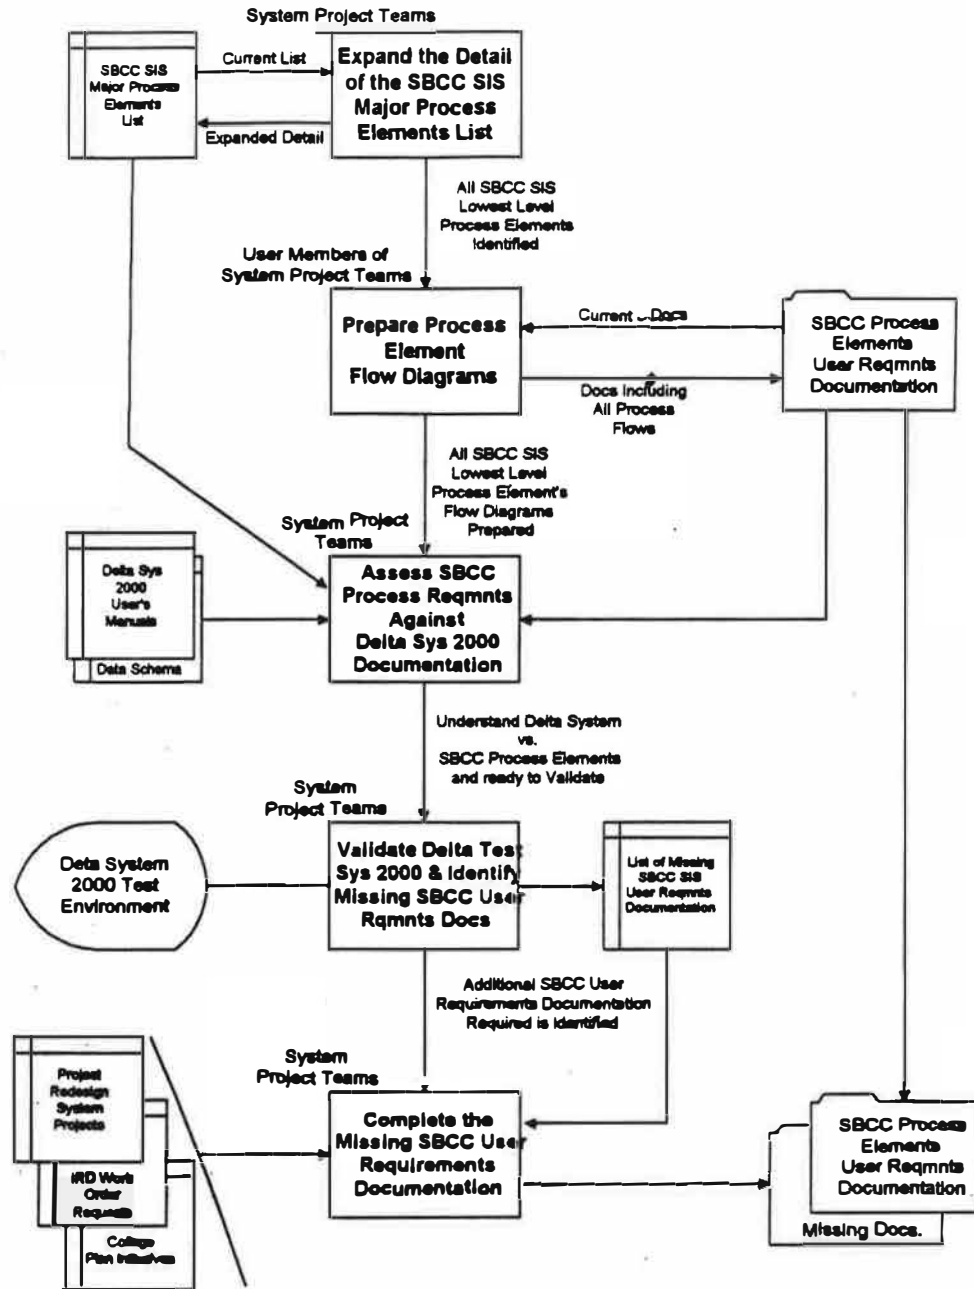 System Project Teams
SBCC SIS
Major Process
Elements
List
Current List
Expanded Detail
Expand the Detail
of the SBCC SIS
Major Process
Elements List
All SBCC SIS
Lowest Level
Process Elements
Identified
User Members of
System Project Teams
Prepare Process
Element
Flow Diagrams
Current Docs
Docs Including
All Process
Flows
SBCC Process
Elements
User Reqmnts
Documentation
All SBCC SIS
Lowest Level
Process Element's
Flow Diagrams
Prepared
System Project
Teams
Delta Sys
2000
User's
Manuals
Data Schema
Assess SBCC
Process Reqmnts
Against
Delta Sys 2000
Documentation
Understand Delta System
vs.
SBCC Process Elements
and ready to Validate
System
Project Teams
Deta System
2000 Test
Environment
Validate Delta Test
Sys 2000 & Identify
Missing SBCC User
Rqmnts Docs
List of Missing
SBCC SIS
User Reqmnts
Documentation
Additional SBCC User
Requirements Documentation
Required is Identified
System
Project Teams
Project
Redesign
System
Projects
IRD Work
Order
Requests
College
Plan Initiatives
Complete the
Missing SBCC User
Requirements
Documentation
SBCC Process
Elements
User Reqmnts
Documentation
Missing Docs.